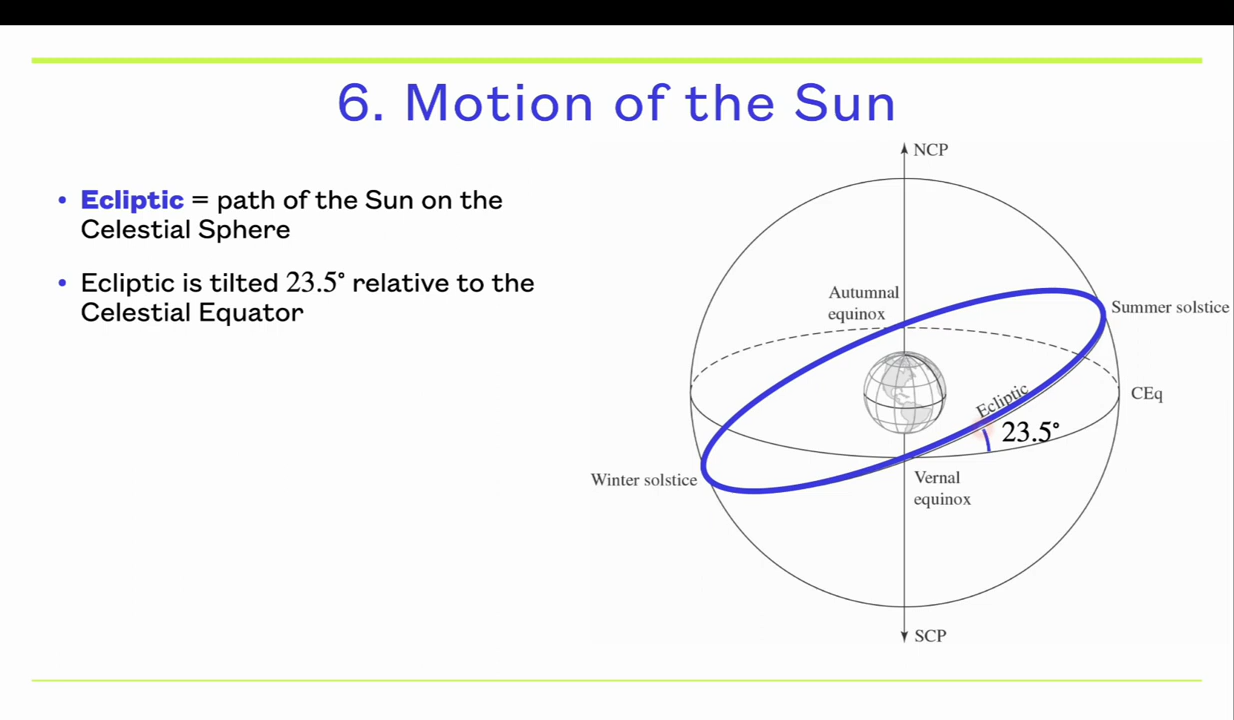 6. Motion of the Sun
• Ecliptic = path of the Sun on the
Celestial Sphere
• Ecliptic is tilted 23.5° relative to the
Celestial Equator
NCP
Autumnal
equinox
Summer solstice
Ecliptic
CEq
23.5°
Winter solstice
Vernal
equinox
SCP